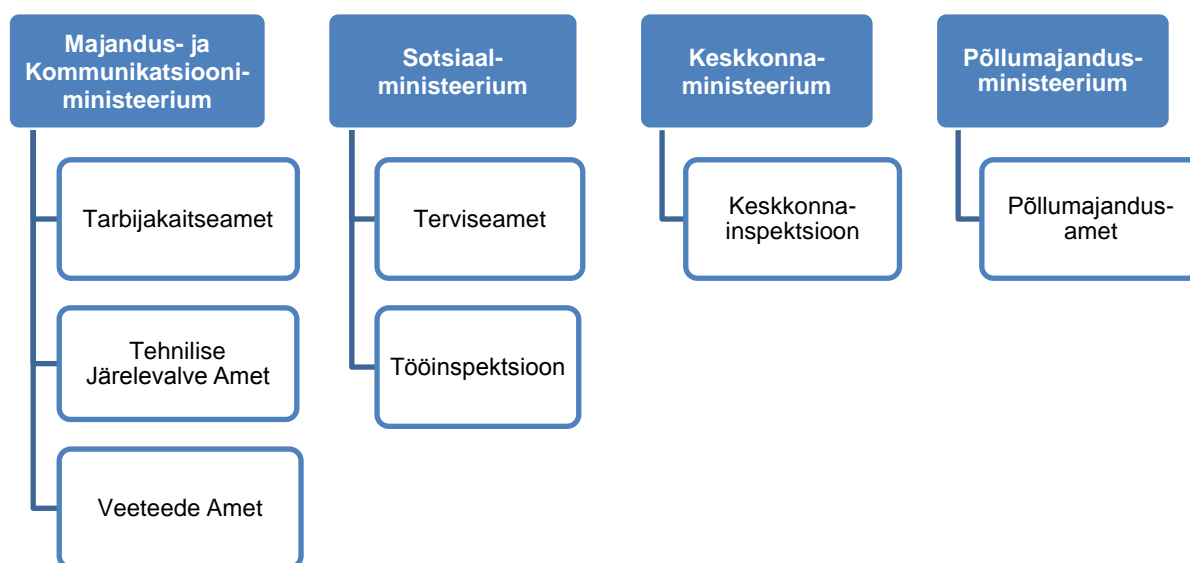 Majandus- ja
Kommunikatsiooni-
ministeerium
Tarbijakaitseamet
Tehnilise
Järelevalve Amet
Veeteede Amet
Sotsiaal-
ministeerium
Terviseamet
Tööinspektsioon
Keskkonna-
ministeerium
Keskkonna-
inspektsioon
Põllumajandus-
ministeerium
Põllumajandus-
amet